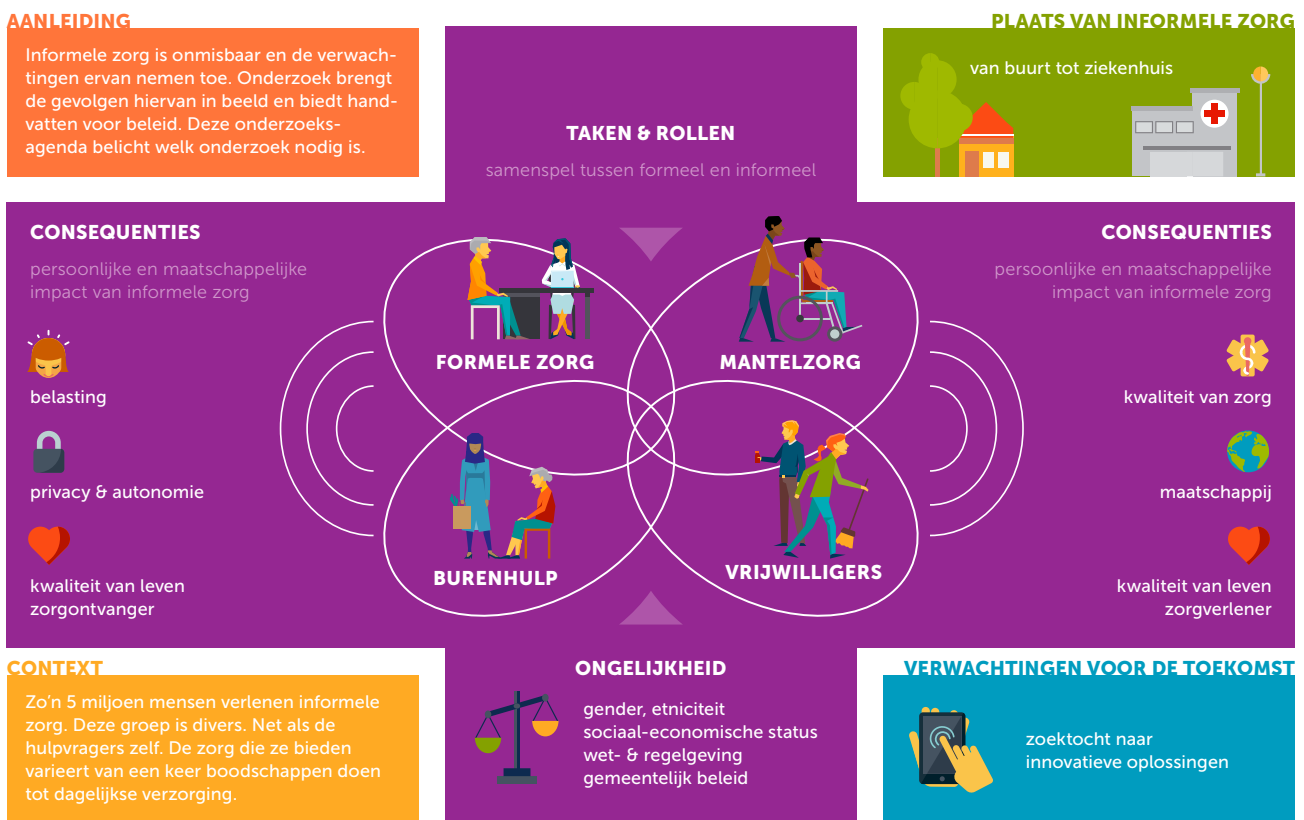 AANLEIDING
Informele zorg is onmisbaar en de verwach-
tingen ervan nemen toe. Onderzoek brengt
de gevolgen hiervan in beeld en biedt hand-
vatten voor beleid. Deze onderzoeks-
agenda belicht welk onderzoek nodig is.
TAKEN & ROLLEN
samenspel tussen formeel en informeel
PLAATS VAN INFORMELE ZORG
van buurt tot ziekenhuis
CONSEQUENTIES
persoonlijke en maatschappelijke
impact van informele zorg
belasting
privacy & autonomie
kwaliteit van leven
zorgontvanger
FORMELE ZORG
MANTELZORG
BURENHULP
VRIJWILLIGERS
CONSEQUENTIES
persoonlijke en maatschappelijke
impact van informele zorg
kwaliteit van zorg
maatschappij
kwaliteit van leven
zorgverlener
CONTEXT
Zo'n 5 miljoen mensen verlenen informele
zorg. Deze groep is divers. Net als de
hulpvragers zelf. De zorg die ze bieden
varieert van een keer boodschappen doen
tot dagelijkse verzorging.
ONGELIJKHEID
gender, etniciteit
sociaal-economische status
wet- & regelgeving
gemeentelijk beleid
VERWACHTINGEN VOOR DE TOEKOMST
zoektocht naar
innovatieve oplossingen